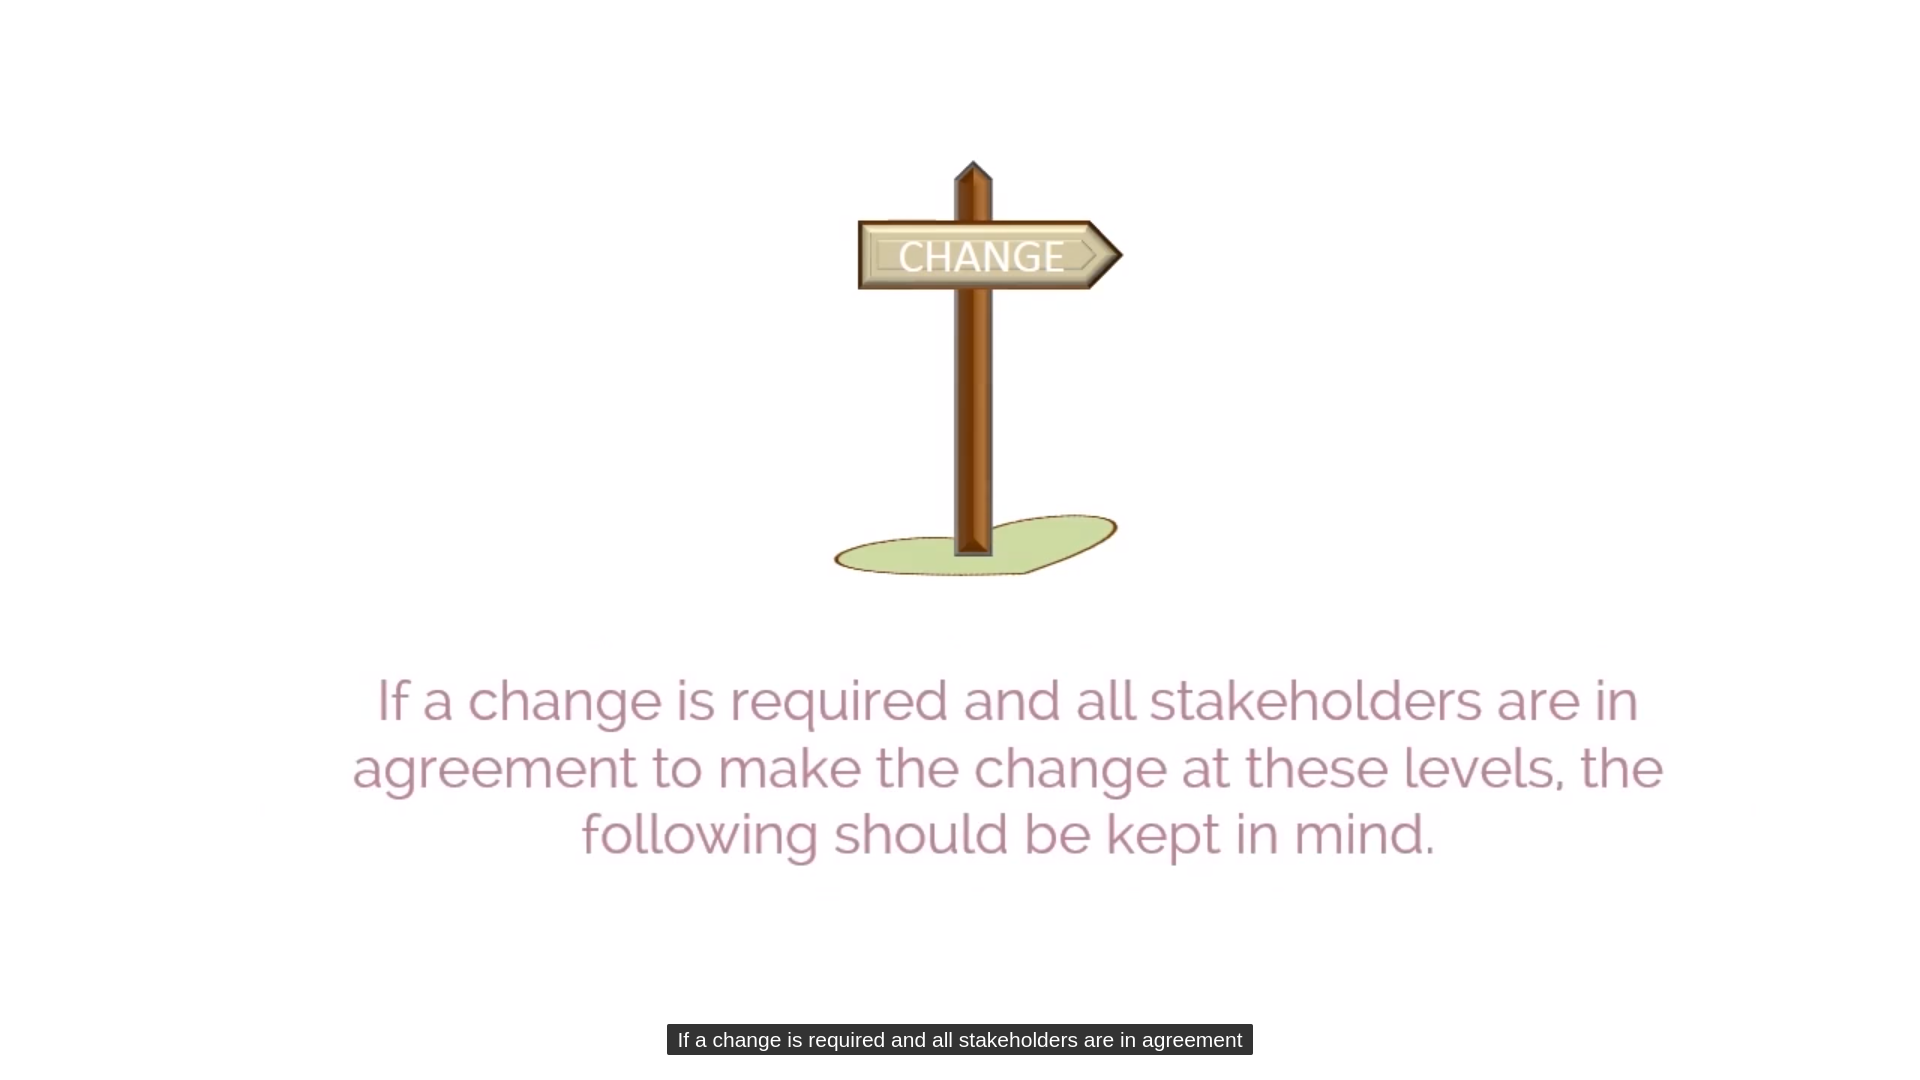 CHANGE
If a change is required and all stakeholders are in
agreement to make the change at these levels, the
following should be kept in mind.
If a change is required and all stakeholders are in agreement